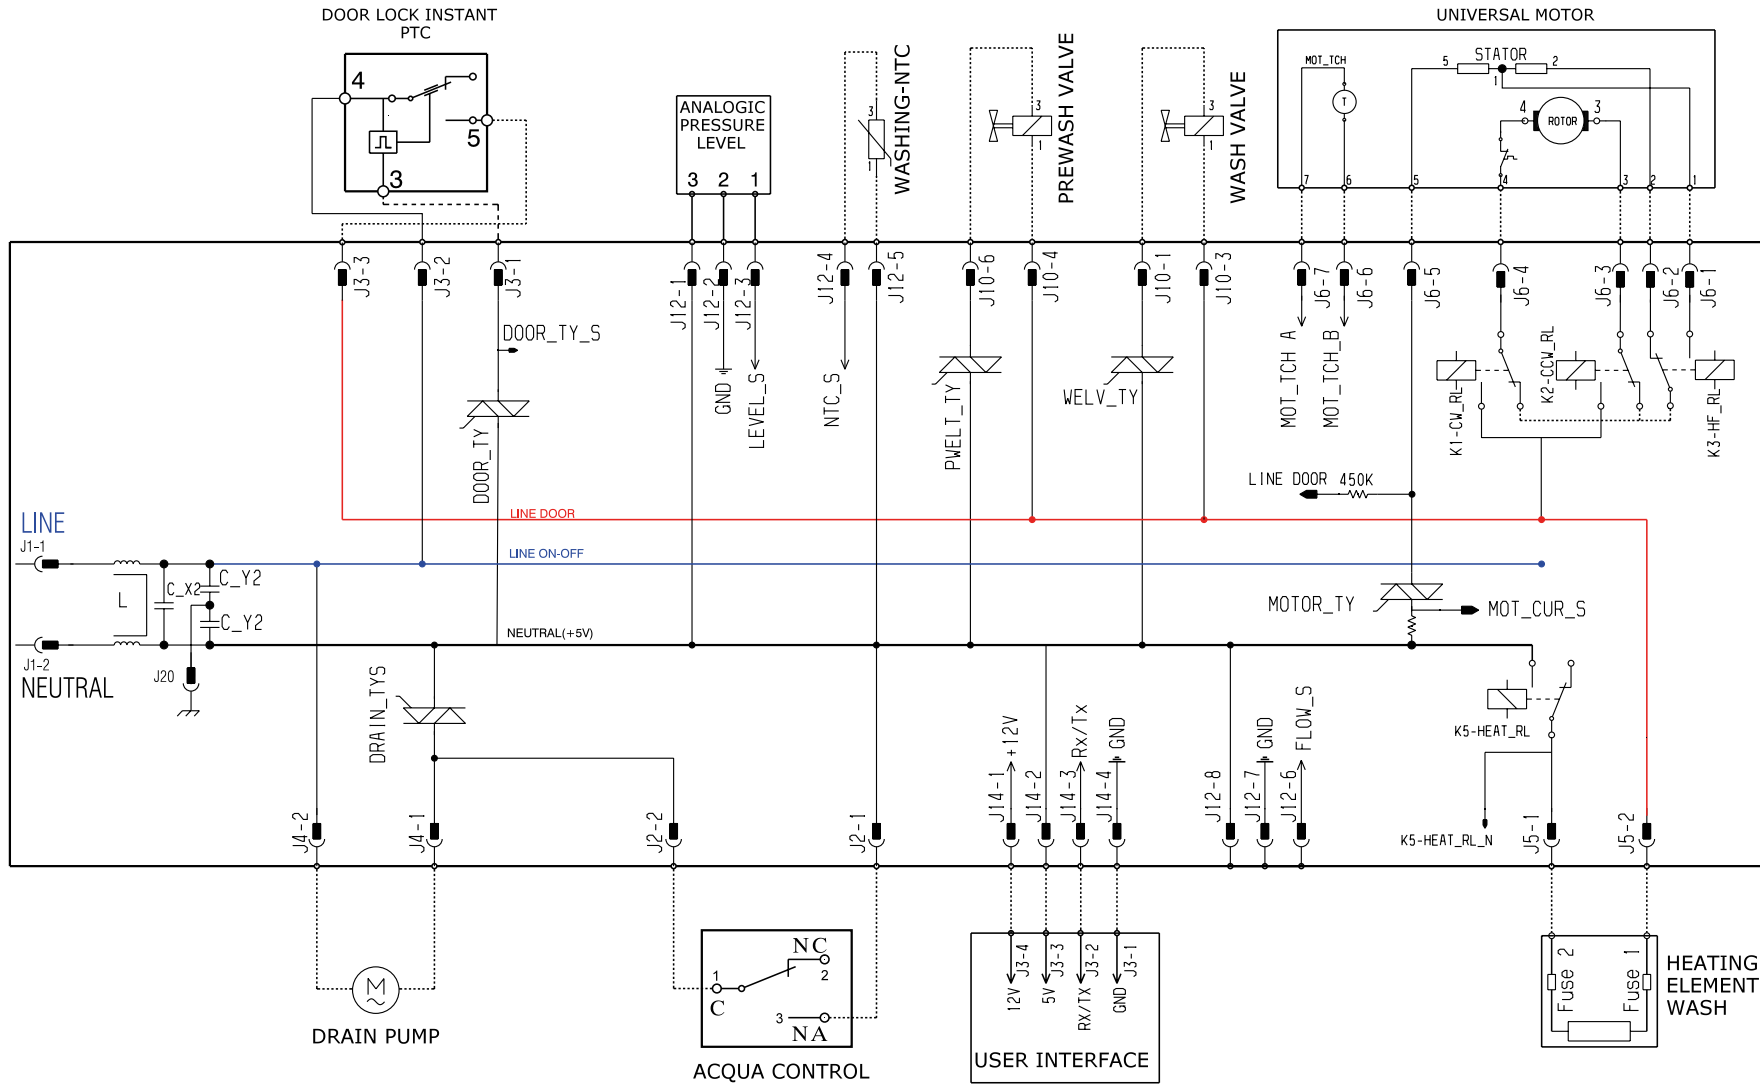 DOOR LOCK INSTANT
PTC
4
5
3
ANALOGIC
PRESSURE
LEVEL
3 2 1
WASHING-NTC
3
1
PREWASH VALVE
3
1
WASH VALVE
3
1
UNIVERSAL MOTOR
MOT_TCH
T
STATOR
5
1
2
4
ROTOR
3
7
6
5
4
3
2
1
J3-3
J3-2
J3-1
J12-1
J12-2
J12-3
J12-4
J12-5
J10-6
J10-4
J10-1
J10-3
J6-7
J6-6
J6-5
J6-4
J6-3
J6-2
J6-1
DOOR_TY_S
DOOR_TY
GND
LEVEL_S
NTC_S
PWELT_TY
WELV_TY
MOT_TCH A
MOT_TCH_B
K1-CW_RL
K2-CCW_RL
K3-HF_RL
LINE DOOR 450K
LINE DOOR
LINE
J1-1
LINE ON-OFF
L
C_X2
C_Y2
C_Y2
MOTOR_TY
MOT_CUR_S
NEUTRAL(+5V)
J1-2
NEUTRAL
J20
DRAIN_TYS
K5-HEAT_RL
K5-HEAT_RL_N
+12V
Rx/Tx
GND
GND
FLOW_S
J4-2
J4-1
J2-2
J2-1
J14-1
J14-2
J14-3
J14-4
J12-8
J12-7
J12-6
J5-1
J5-2
M
DRAIN PUMP
1
C
NC
2
3
NA
ACQUA CONTROL
J3-4
J3-3
J3-2
J3-1
12V
5V
RX/TX
GND
USER INTERFACE
Fuse 2
Fuse 1
HEATING
ELEMENT
WASH